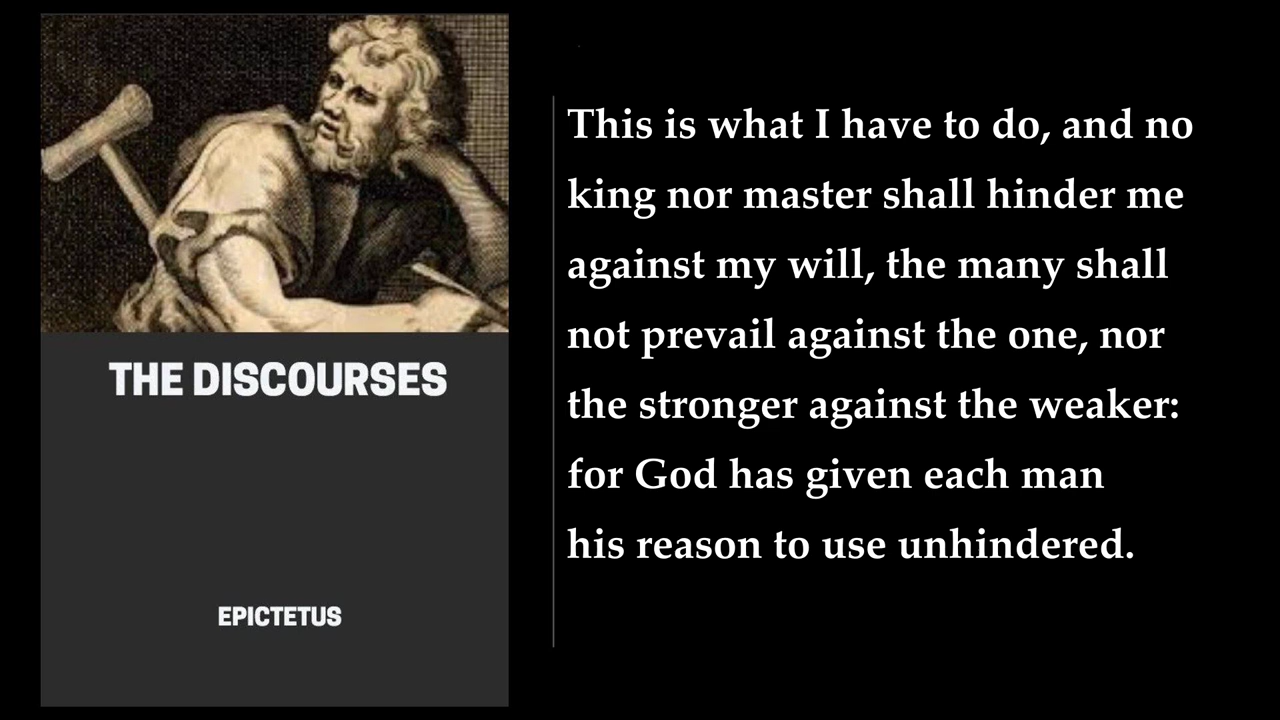 THE DISCOURSES
EPICTETUS
This is what I have to do, and no
king nor master shall hinder me
against my will, the many shall
not prevail against the one, nor
the stronger against the weaker:
for God has given each man
his reason to use unhindered.